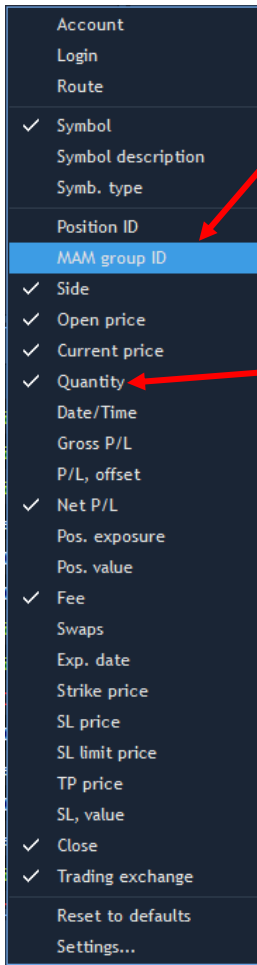 Account
Login
Route
Symbol
Symbol description
Symb. type
Position ID
MAM group ID
Side
Open price
Current price
Quantity
Date/Time
Gross P/L
P/L, offset
Net P/L
Pos. exposure
Pos. value
Fee
Swaps
Exp. date
Strike price
SL price
SL limit price
TP price
SL, value
Close
Trading exchange
Reset to defaults
Settings...